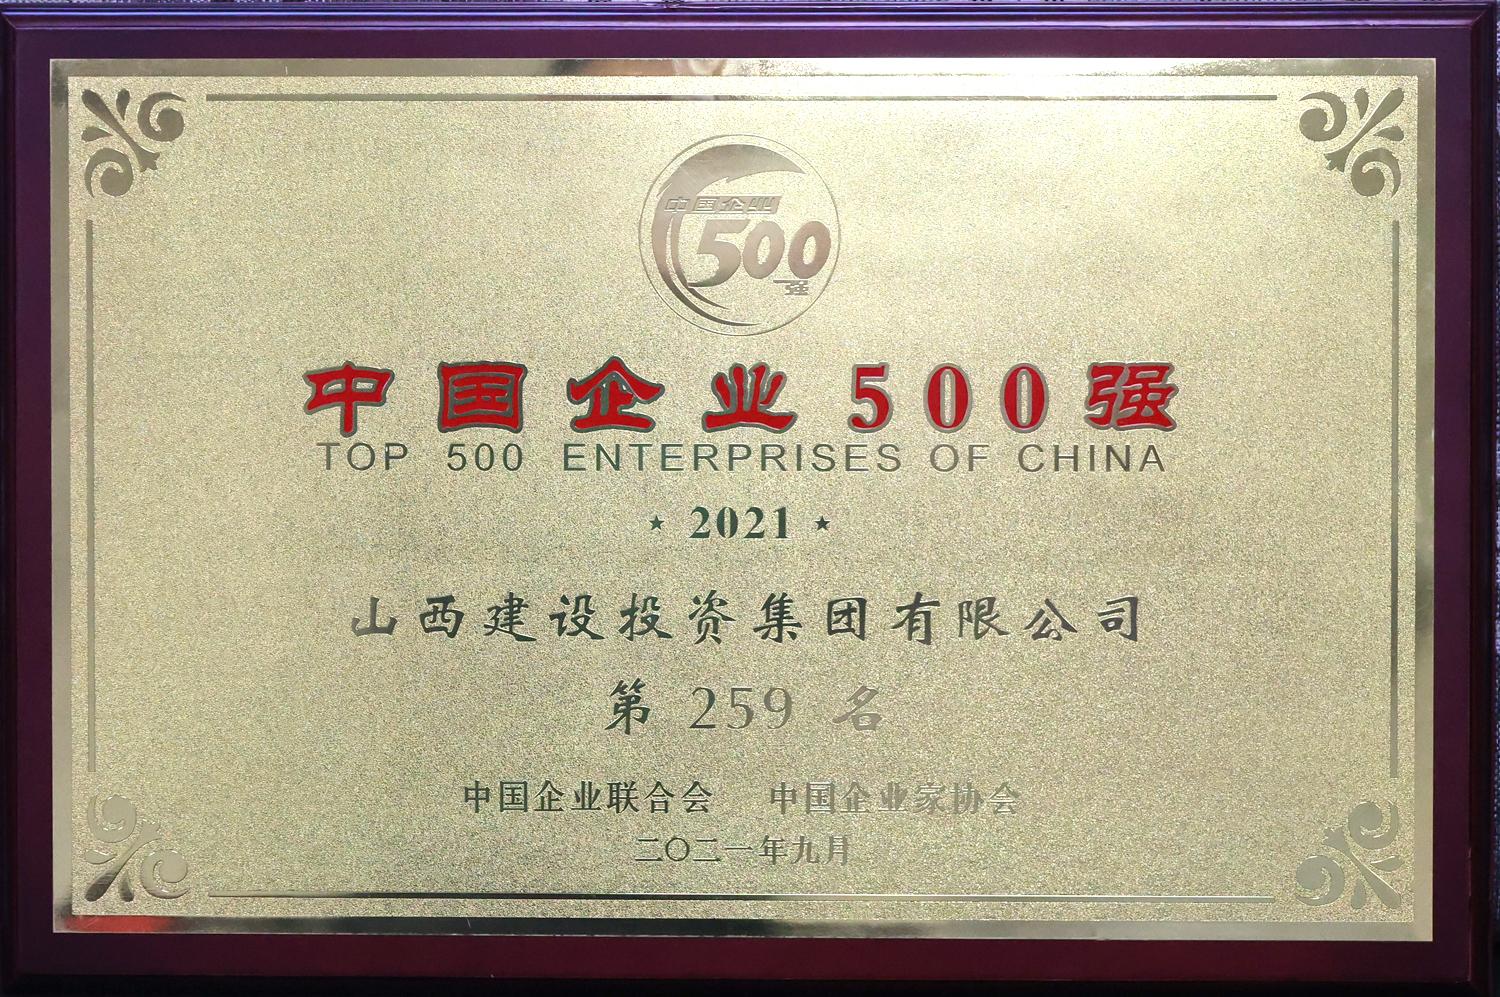 中国企业
500
强
中国企业500强
TOP 500 ENTERPRISES OF CHINA
★ 2021 ★
山西建设投资集团有限公司
第 259 名
中国企业联合会 中国企业家协会
二〇二一年九月